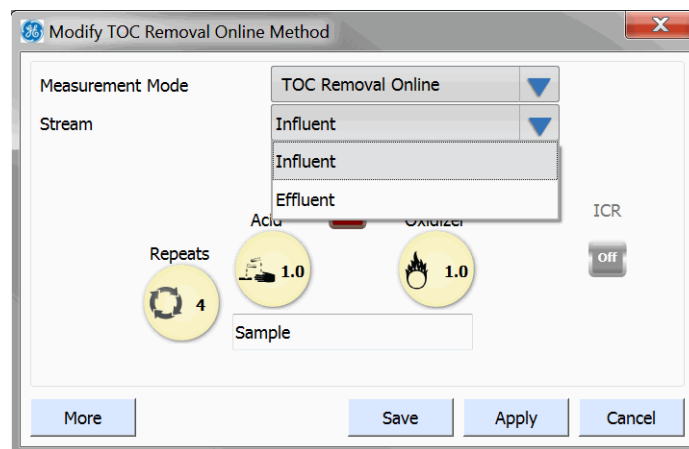 Modify TOC Removal Online Method
Measurement Mode
TOC Removal Online
Stream
Influent
Influent
Effluent
Acid
Oxidizer
ICR
Repeats
1.0
1.0
Off
4
Sample
More
Save
Apply
Cancel